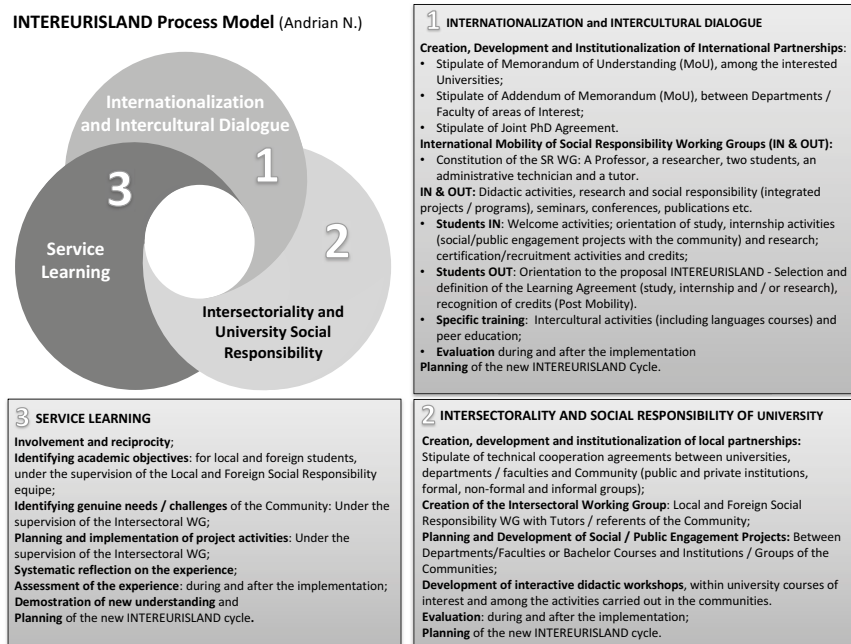 INTEREURISLAND Process Model (Andrian N.)
Internationalization
and Intercultural Dialogue
1
3
2
Service
Learning
Intersectoriality and
University Social
Responsibility
1 INTERNATIONALIZATION and INTERCULTURAL DIALOGUE
Creation, Development and Institutionalization of International Partnerships:
• Stipulate of Memorandum of Understanding (MoU), among the interested
Universities;
• Stipulate of Addendum of Memorandum (MoU), between Departments /
Faculty of areas of Interest;
• Stipulate of Joint PhD Agreement.
International Mobility of Social Responsibility Working Groups (IN & OUT):
• Constitution of the SR WG: A Professor, a researcher, two students, an
administrative technician and a tutor.
IN & OUT: Didactic activities, research and social responsibility (integrated
projects / programs), seminars, conferences, publications etc.
• Students IN: Welcome activities; orientation of study, internship activities
(social/public engagement projects with the community) and research;
certification/recruitment activities and credits;
• Students OUT: Orientation to the proposal INTEREURISLAND - Selection and
definition of the Learning Agreement (study, internship and / or research),
recognition of credits (Post Mobility).
• Specific training: Intercultural activities (including languages courses) and
peer education;
• Evaluation during and after the implementation
Planning of the new INTEREURISLAND Cycle.
3 SERVICE LEARNING
Involvement and reciprocity;
Identifying academic objectives: for local and foreign students,
under the supervision of the Local and Foreign Social Responsibility
equipe;
Identifying genuine needs / challenges of the Community: Under the
supervision of the Intersectoral WG;
Planning and implementation of project activities: Under the
supervision of the Intersectoral WG;
Systematic reflection on the experience;
Assessment of the experience: during and after the implementation;
Demostration of new understanding and
Planning of the new INTEREURISLAND cycle.
2 INTERSECTORALITY AND SOCIAL RESPONSIBILITY OF UNIVERSITY
Creation, development and institutionalization of local partnerships:
Stipulate of technical cooperation agreements between universities,
departments / faculties and Community (public and private institutions,
formal, non-formal and informal groups);
Creation of the Intersectoral Working Group: Local and Foreign Social
Responsibility WG with Tutors / referents of the Community;
Planning and Development of Social / Public Engagement Projects: Between
Departments/Faculties or Bachelor Courses and Institutions / Groups of the
Communities;
Development of interactive didactic workshops, within university courses of
interest and among the activities carried out in the communities.
Evaluation: during and after the implementation;
Planning of the new INTEREURISLAND cycle.